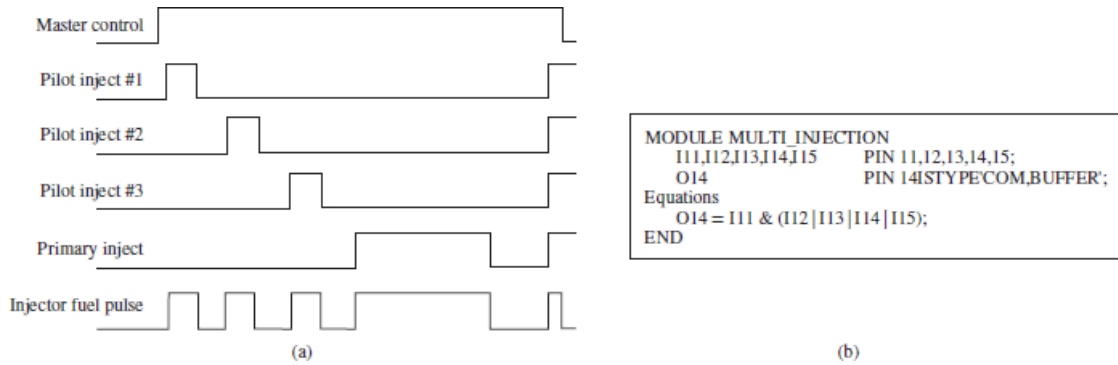 Master control
Pilot inject #1
Pilot inject #2
Pilot inject #3
Primary inject
Injector fuel pulse
(a)
MODULE MULTI_INJECTION
I11,I12,I13,I14,I15 PIN 11,12,13,14,15;
O14 PIN 14ISTYPE'COM,BUFFER';
Equations
O14 = I11 & (I12 | I13 | I14 | I15);
END
(b)